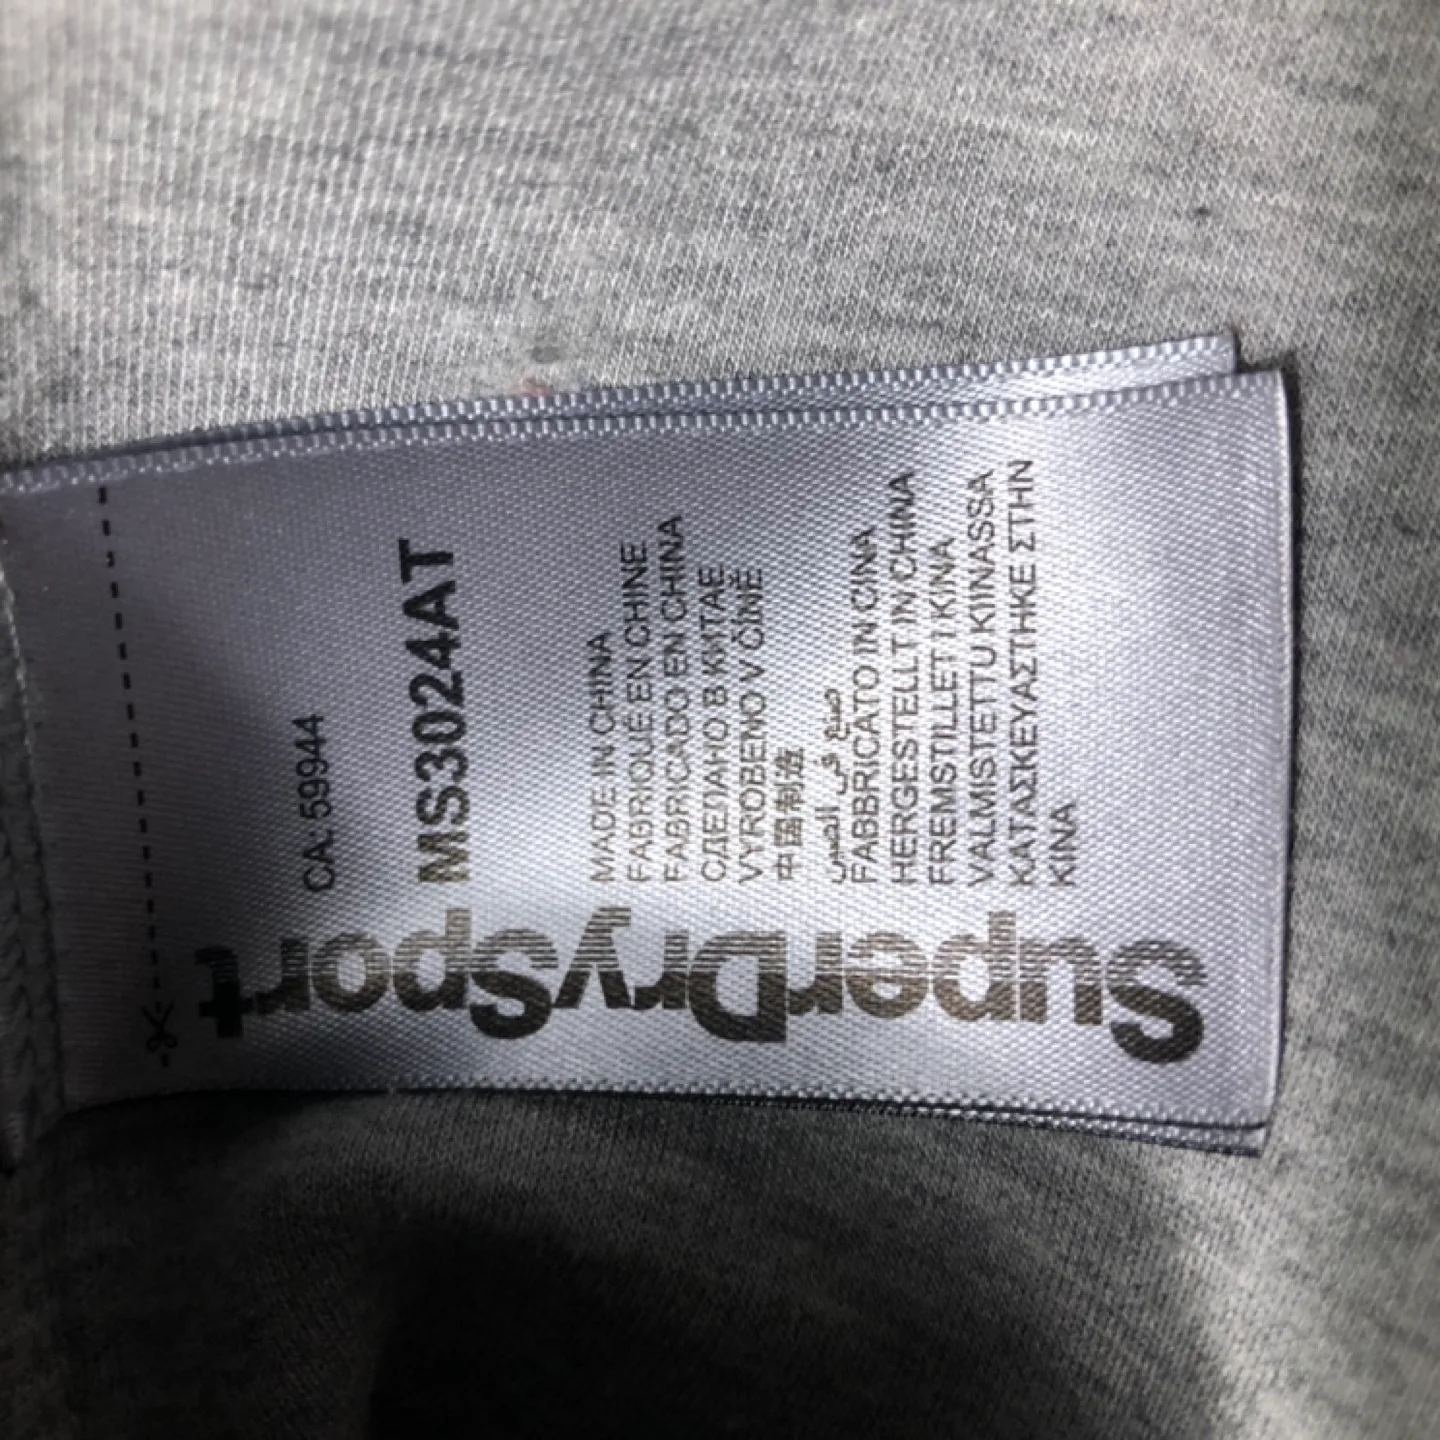 CA: 59944
MS3024AT
MADE IN CHINA
FABRIQUÉ EN CHINE
FABRICADO EN CHINA
СДЕЛАНО В КИТАЕ
VYROBENO V ČÍNĚ
中国制造
صنع في الصين
FABBRICATO IN CINA
HERGESTELLT IN CHINA
FREMSTILLET I KINA
VALMISTETTU KIINASSA
ΚΑΤΑΣΚΕΥΑΣΤΗΚΕ ΣΤΗΝ
ΚΙΝΑ
SuperDrySport